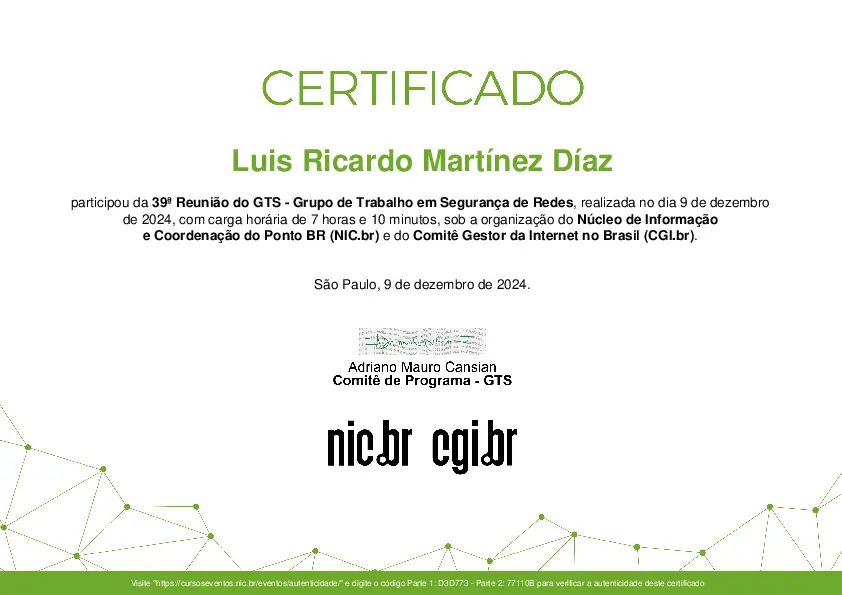 CERTIFICADO
Luis Ricardo Martínez Díaz
participou da 39ª Reunião do GTS - Grupo de Trabalho em Segurança de Redes, realizada no dia 9 de dezembro
de 2024, com carga horária de 7 horas e 10 minutos, sob a organização do Núcleo de Informação
e Coordenação do Ponto BR (NIC.br) e do Comitê Gestor da Internet no Brasil (CGI.br).
São Paulo, 9 de dezembro de 2024.
Adriano Mauro Cansian
Comitê de Programa - GTS
nic.br cgi.br
Visite "https://cursoseventos.nic.br/eventos/autenticidade/" e digite o código Parte 1: D3D773 - Parte 2: 77110B para verificar a autenticidade deste certificado